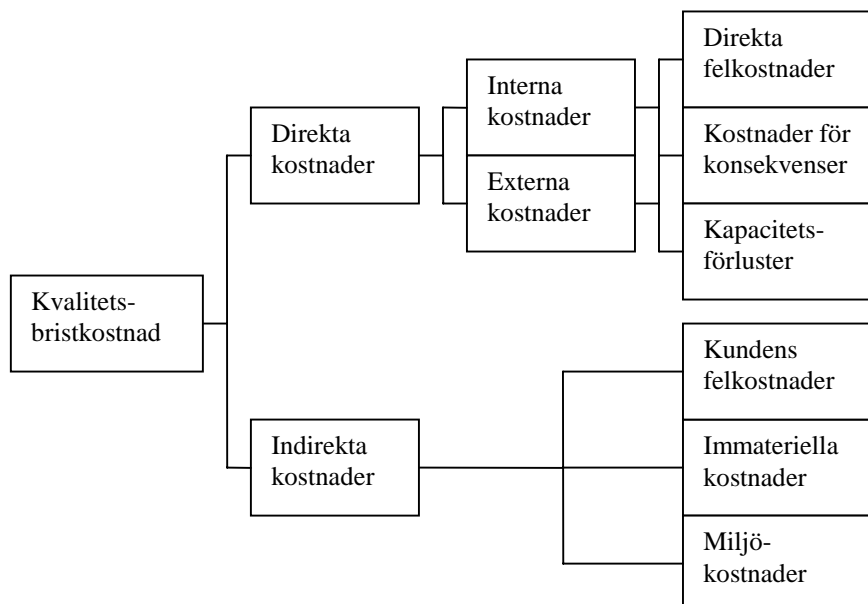 Direkta
felkostnader
Interna
kostnader
Direkta
kostnader
Kostnader för
konsekvenser
Externa
kostnader
Kapacitets-
förluster
Kvalitets-
bristkostnad
Kundens
felkostnader
Indirekta
kostnader
Immateriella
kostnader
Miljö-
kostnader